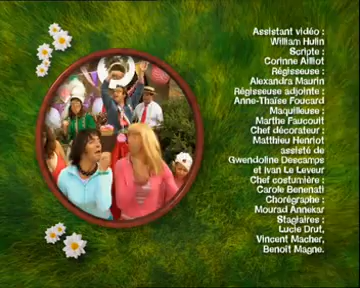 Assistant vidéo :
William Hulin
Scripte :
Corinne Ailliot
Régisseuse :
Alexandra Maurin
Régisseuse adjointe :
Anne-Thaïse Foucard
Maquilleuse :
Marthe Faucouit
Chef décorateur :
Matthieu Henriot
assisté de
Gwendoline Descamps
et Ivan Le Leveur
Chef costumière :
Carole Benenati
Chorégraphe :
Mourad Annekar
Stagiaires :
Lucie Drut,
Vincent Macher,
Benoît Magne.